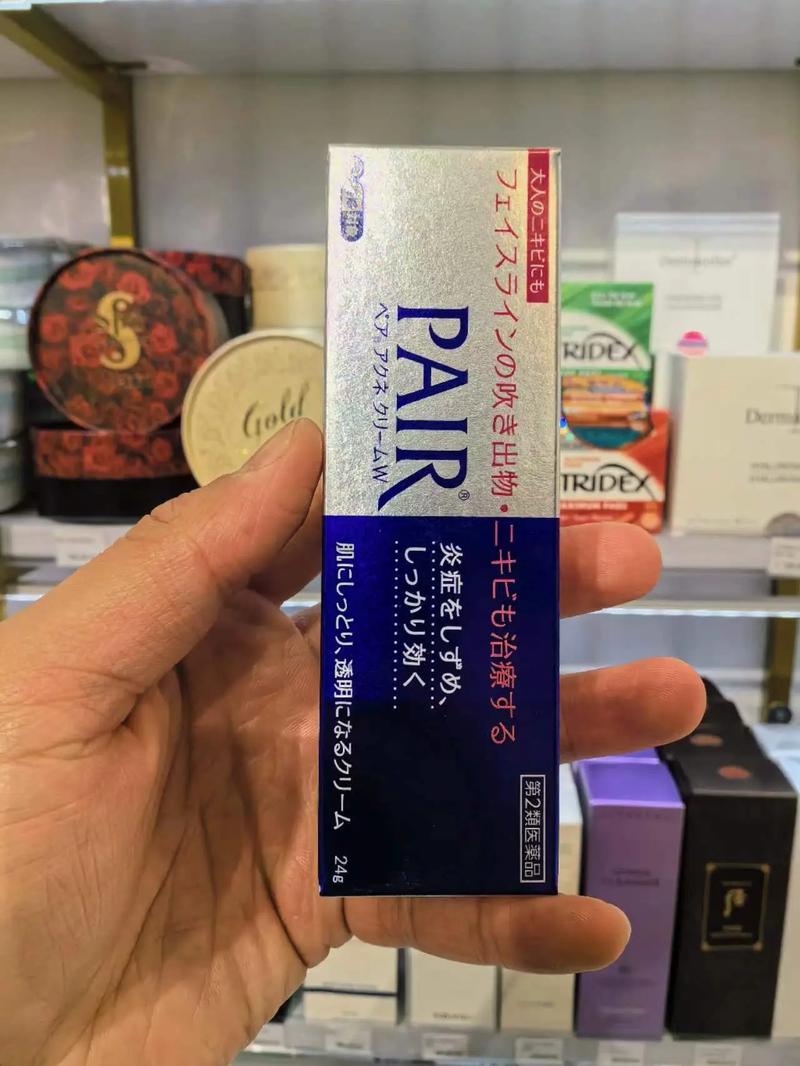 大人のニキビにも
フェイスラインの吹き出物・ニキビも治療する
PAIR®
ペア® アクネクリームW
炎症をしずめ、
しっかり効く
肌にしっとり、透明になるクリーム
24g
第2類医薬品
Gold
TRIDEX
TRIDEX
MAXIMUM PADS